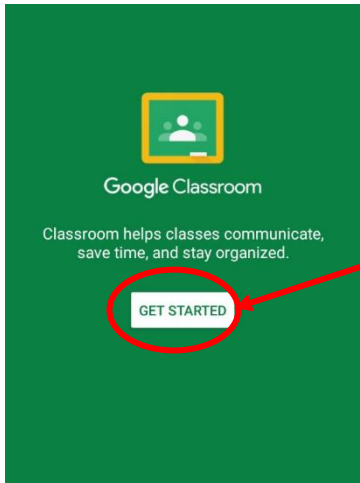 Google Classroom
Classroom helps classes communicate,
save time, and stay organized.
GET STARTED